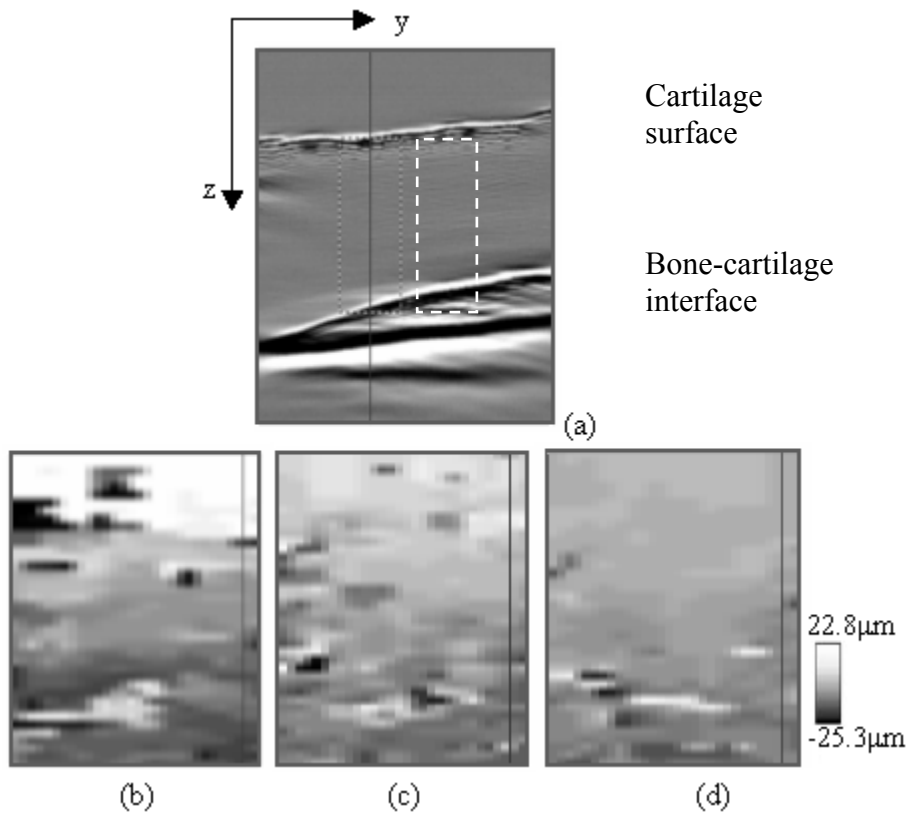 y
Cartilage
surface
z
Bone-cartilage
interface
(a)
22.8μm
-25.3μm
(b)
(c)
(d)